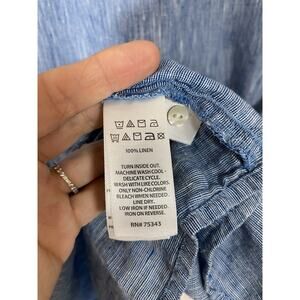 100% LINEN
TURN INSIDE OUT.
MACHINE WASH COOL -
DELICATE CYCLE.
WASH WITH LIKE COLORS.
ONLY NON-CHLORINE
BLEACH WHEN NEEDED.
LINE DRY.
LOW IRON IF NEEDED.
IRON ON REVERSE.
RN# 75343